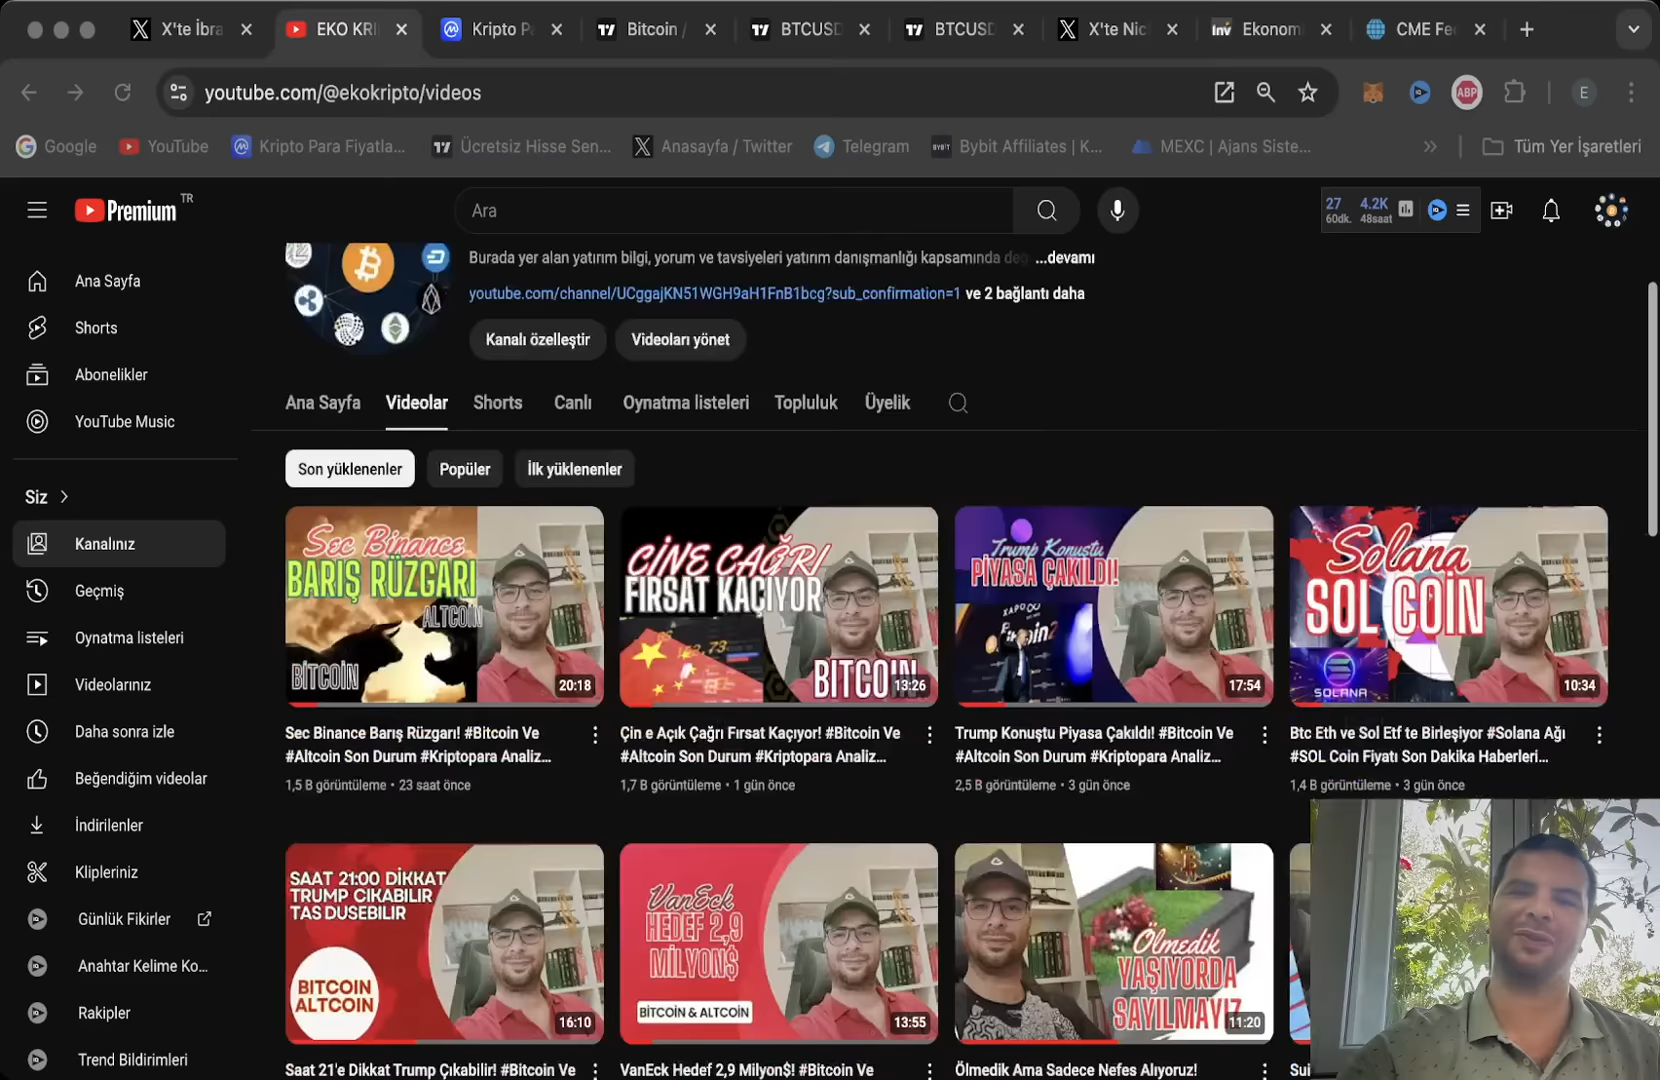 X'te İbra
EKO KRİ
Kripto P
Bitcoin /
BTCUSD
BTCUSD
X'te Nic
Inv Ekonomi
CME Fe
youtube.com/@ekokripto/videos
ABP
E
Google
YouTube
Kripto Para Fiyatla...
Ücretsiz Hisse Sen...
Anasayfa / Twitter
Telegram
BYBIT Bybit Affiliates | K...
MEXC | Ajans Siste...
Tüm Yer İşaretleri
Premium TR
Ara
27 4.2K
60dk. 48saat
Burada yer alan yatırım bilgi, yorum ve tavsiyeleri yatırım danışmanlığı kapsamında ...devamı
youtube.com/channel/UCggajKN51WGH9aH1FnB1bcg?sub_confirmation=1 ve 2 bağlantı daha
Kanalı özelleştir
Videoları yönet
Ana Sayfa
Videolar
Shorts
Canlı
Oynatma listeleri
Topluluk
Üyelik
Son yüklenenler
Popüler
İlk yüklenenler
Ana Sayfa
Shorts
Abonelikler
YouTube Music
Siz
Kanalınız
Geçmiş
Oynatma listeleri
Videolarınız
Daha sonra izle
Beğendiğim videolar
İndirilenler
Klipleriniz
Günlük Fikirler
Anahtar Kelime Ko...
Rakipler
Trend Bildirimleri
Sec Binance
BARIŞ RÜZGARI
ALTCOIN
BİTCOİN
20:18
Sec Binance Barış Rüzgarı! #Bitcoin Ve
#Altcoin Son Durum #Kriptopara Analiz...
1,5 B görüntüleme • 23 saat önce
ÇİNE ÇAĞRI
FIRSAT KAÇIYOR
BITCOIN
13:26
Çin e Açık Çağrı Fırsat Kaçıyor! #Bitcoin Ve
#Altcoin Son Durum #Kriptopara Analiz...
1,7 B görüntüleme • 1 gün önce
Trump Konuştu
PİYASA ÇAKILDI!
17:54
Trump Konuştu Piyasa Çakıldı! #Bitcoin Ve
#Altcoin Son Durum #Kriptopara Analiz...
2,5 B görüntüleme • 3 gün önce
Solana
SOL COIN
SOLANA
10:34
Btc Eth ve Sol Etf te Birleşiyor #Solana Ağı
#SOL Coin Fiyatı Son Dakika Haberleri...
1,4 B görüntüleme • 3 gün önce
SAAT 21:00 DİKKAT
TRUMP CIKABILIR
TAS DUSEBILIR
BITCOIN
ALTCOIN
16:10
Saat 21'e Dikkat Trump Çıkabilir! #Bitcoin Ve
VanEck
HEDEF 2,9
MİLYON$
BİTCOİN & ALTCOİN
13:55
VanEck Hedef 2,9 Milyon$! #Bitcoin Ve
Ölmedik
YAŞIYORDA
SAYILMAYIZ
11:20
Ölmedik Ama Sadece Nefes Alıyoruz!
Sui